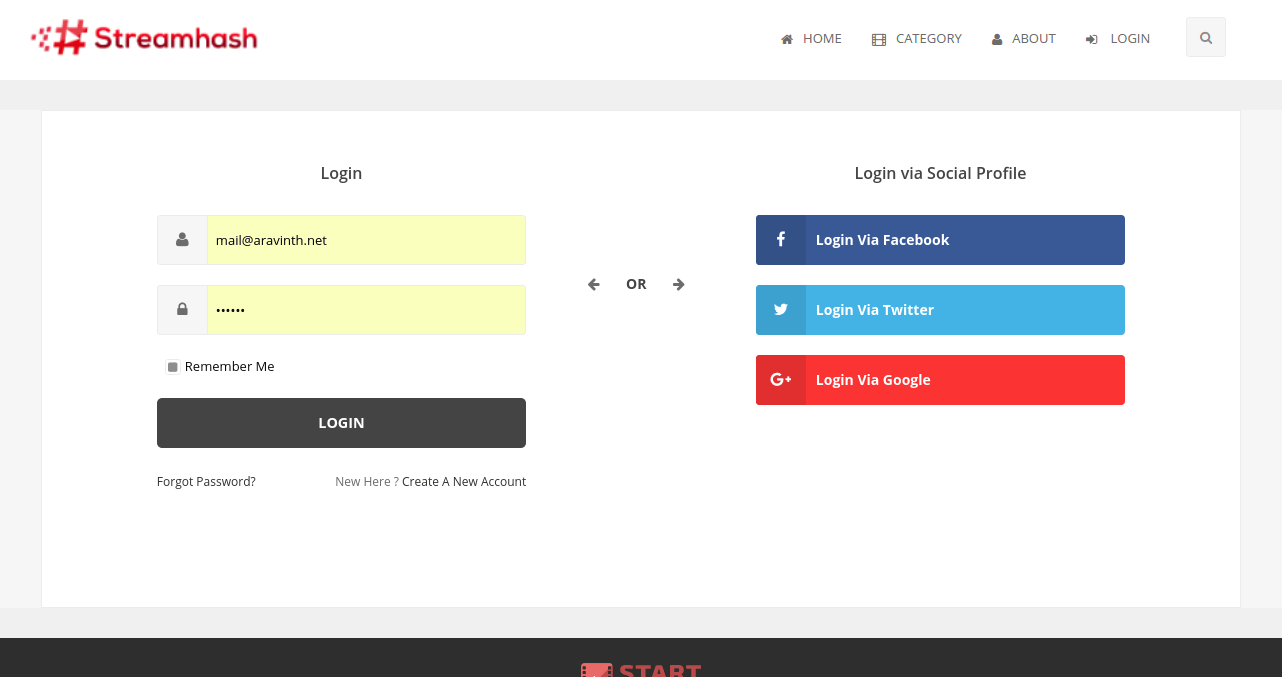 Streamhash
HOME CATEGORY ABOUT LOGIN
Login
mail@aravinth.net
••••••
Remember Me
LOGIN
Forgot Password? New Here ? Create A New Account
OR
Login via Social Profile
Login Via Facebook
Login Via Twitter
G+ Login Via Google
START